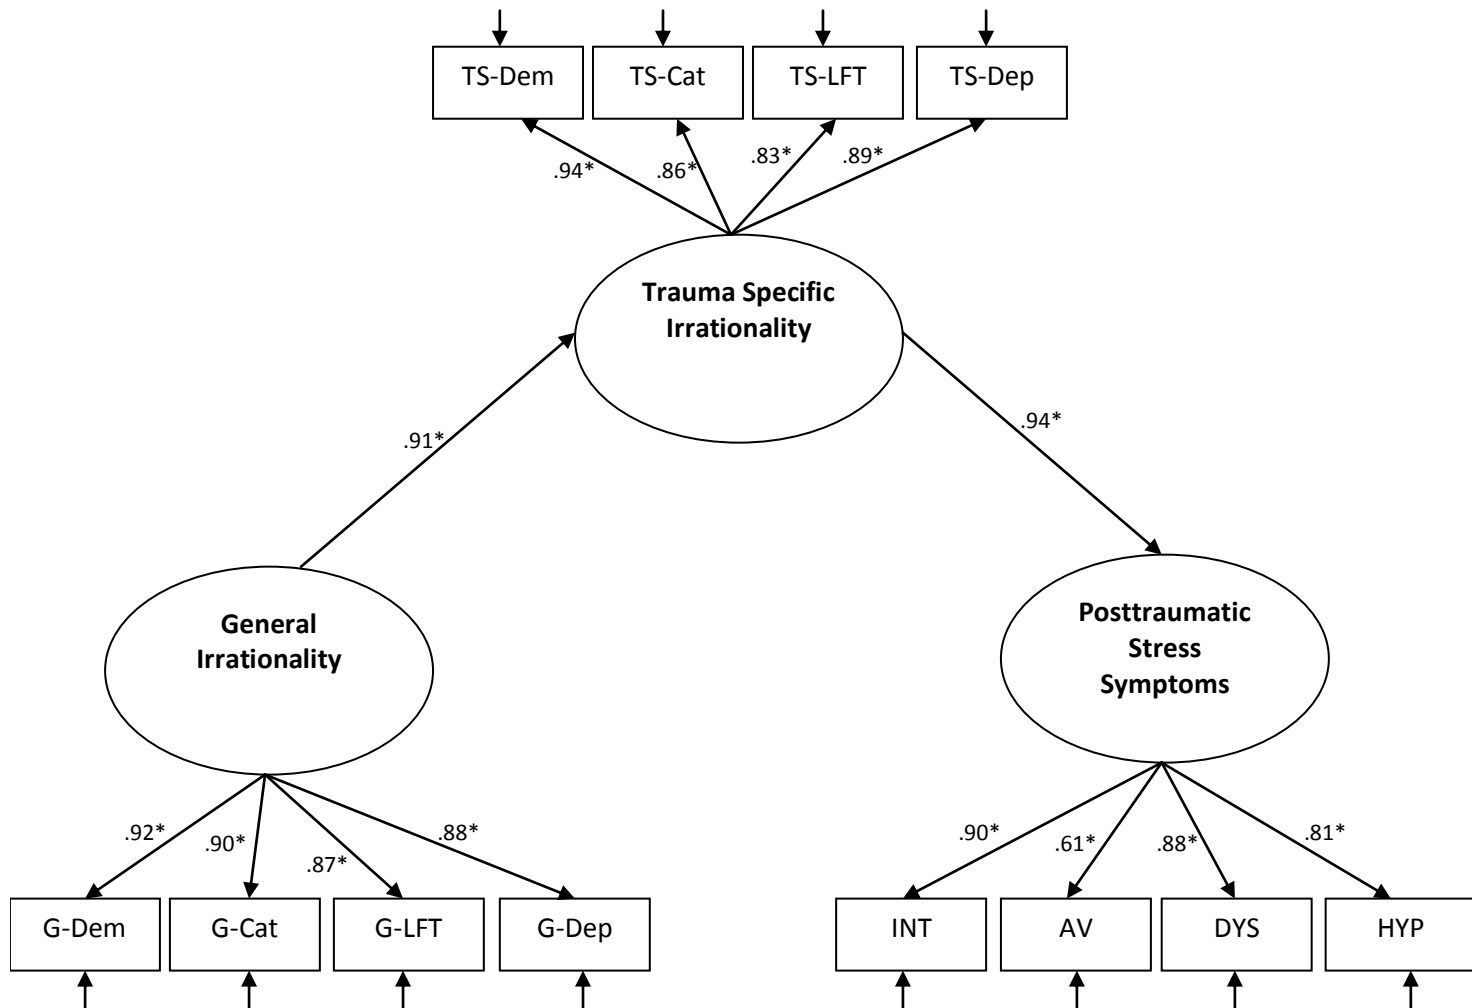 TS-Dem
TS-Cat
TS-LFT
TS-Dep
.94*
.86*
.83*
.89*
Trauma Specific
Irrationality
.91*
.94*
General
Irrationality
Posttraumatic
Stress
Symptoms
.92*
.90*
.87*
.88*
.90*
.61*
.88*
.81*
G-Dem
G-Cat
G-LFT
G-Dep
INT
AV
DYS
HYP